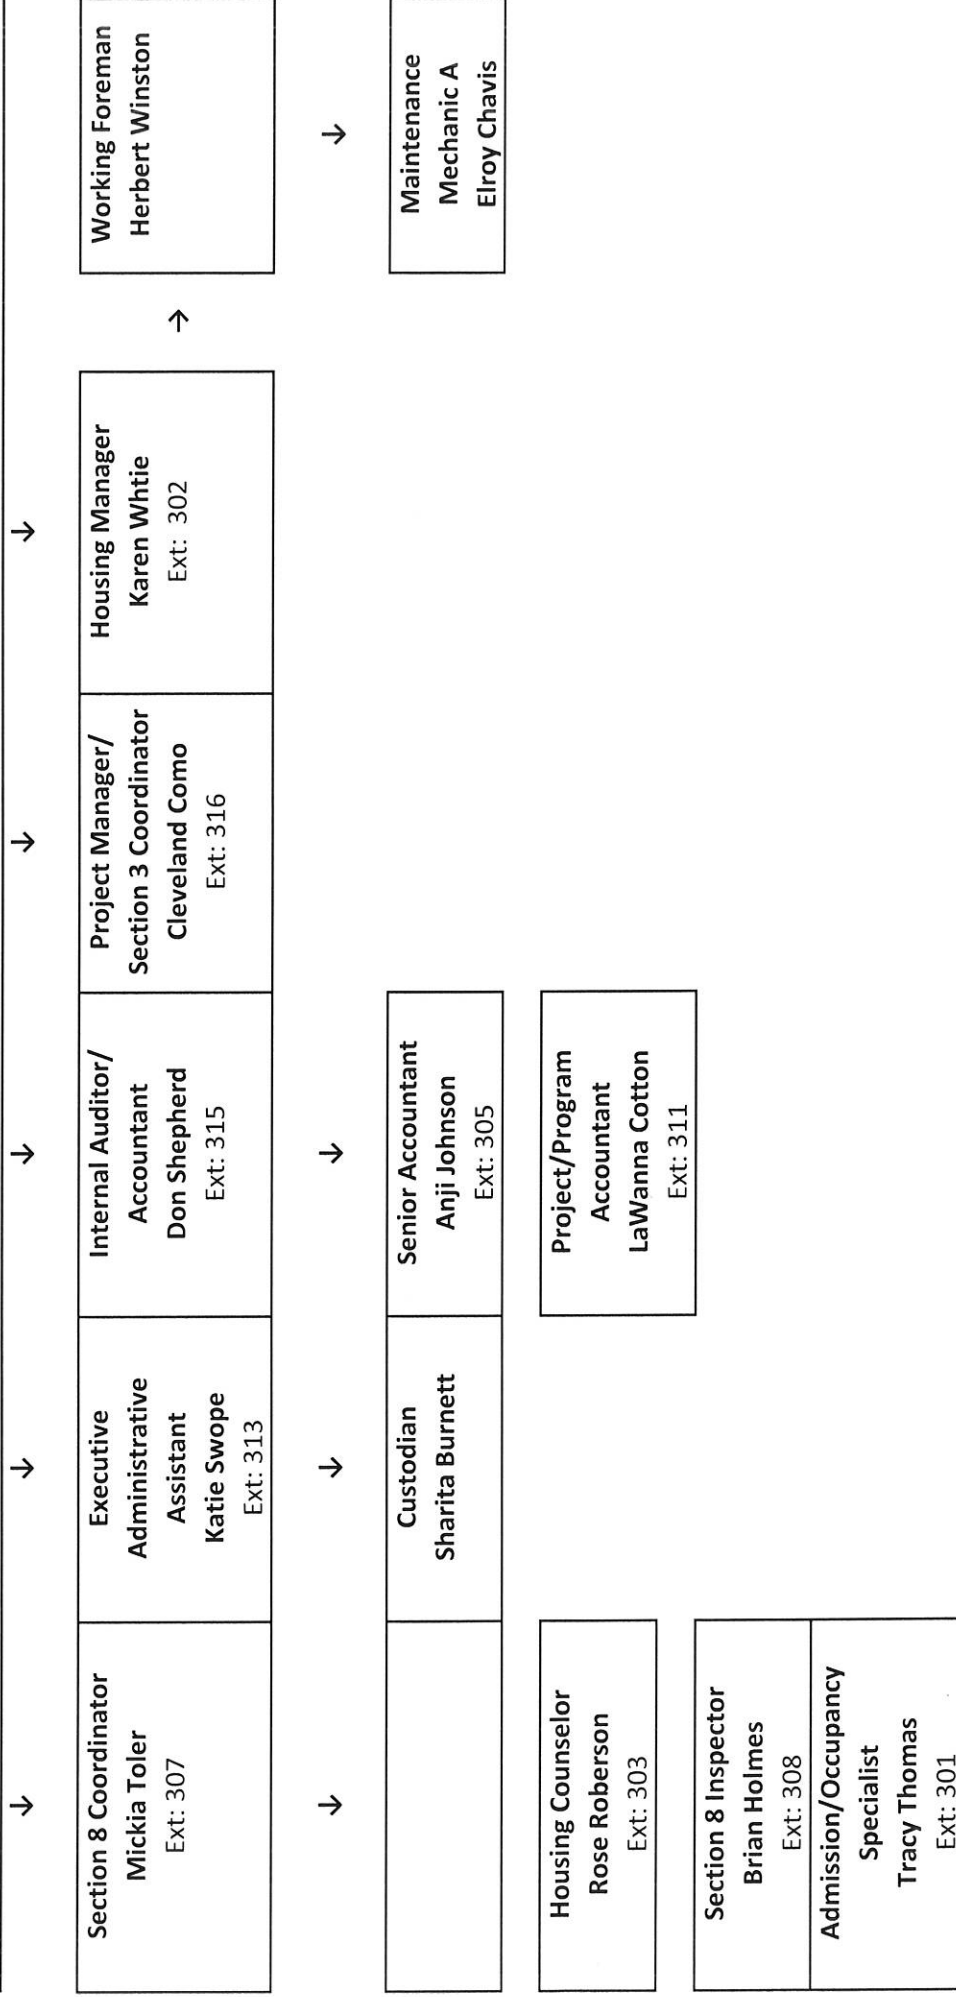 Section 8 Coordinator
Mickia Toler
Ext: 307
Executive
Administrative
Assistant
Katie Swope
Ext: 313
Internal Auditor/
Accountant
Don Shepherd
Ext: 315
Project Manager/
Section 3 Coordinator
Cleveland Como
Ext: 316
Housing Manager
Karen Whtie
Ext: 302
Working Foreman
Herbert Winston
Custodian
Sharita Burnett
Senior Accountant
Anji Johnson
Ext: 305
Maintenance
Mechanic A
Elroy Chavis
Housing Counselor
Rose Roberson
Ext: 303
Project/Program
Accountant
LaWanna Cotton
Ext: 311
Section 8 Inspector
Brian Holmes
Ext: 308
Admission/Occupancy
Specialist
Tracy Thomas
Ext: 301